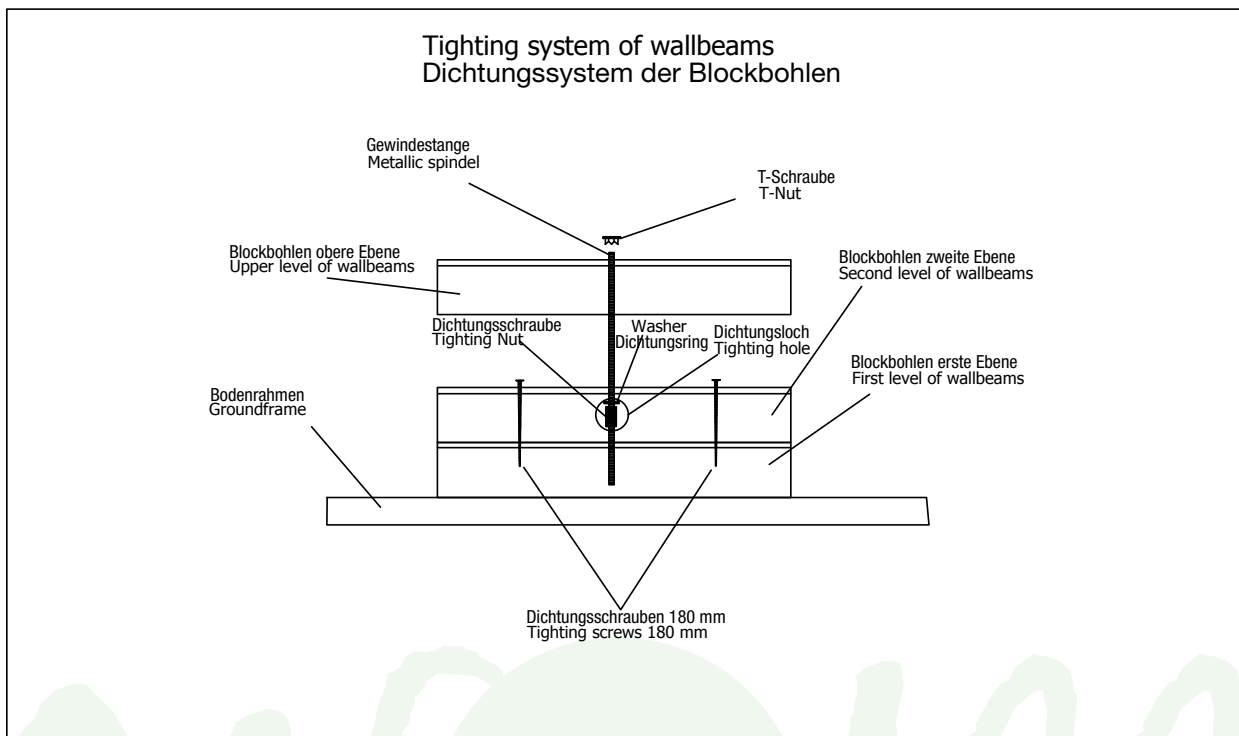 Tighting system of wallbeams
Dichtungssystem der Blockbohlen
Gewindestange
Metallic spindel
T-Schraube
T-Nut
Blockbohlen obere Ebene
Upper level of wallbeams
Blockbohlen zweite Ebene
Second level of wallbeams
Dichtungsschraube
Tighting Nut
Washer
Dichtungsring
Dichtungsloch
Tighting hole
Blockbohlen erste Ebene
First level of wallbeams
Bodenrahmen
Groundframe
Dichtungsschrauben 180 mm
Tighting screws 180 mm